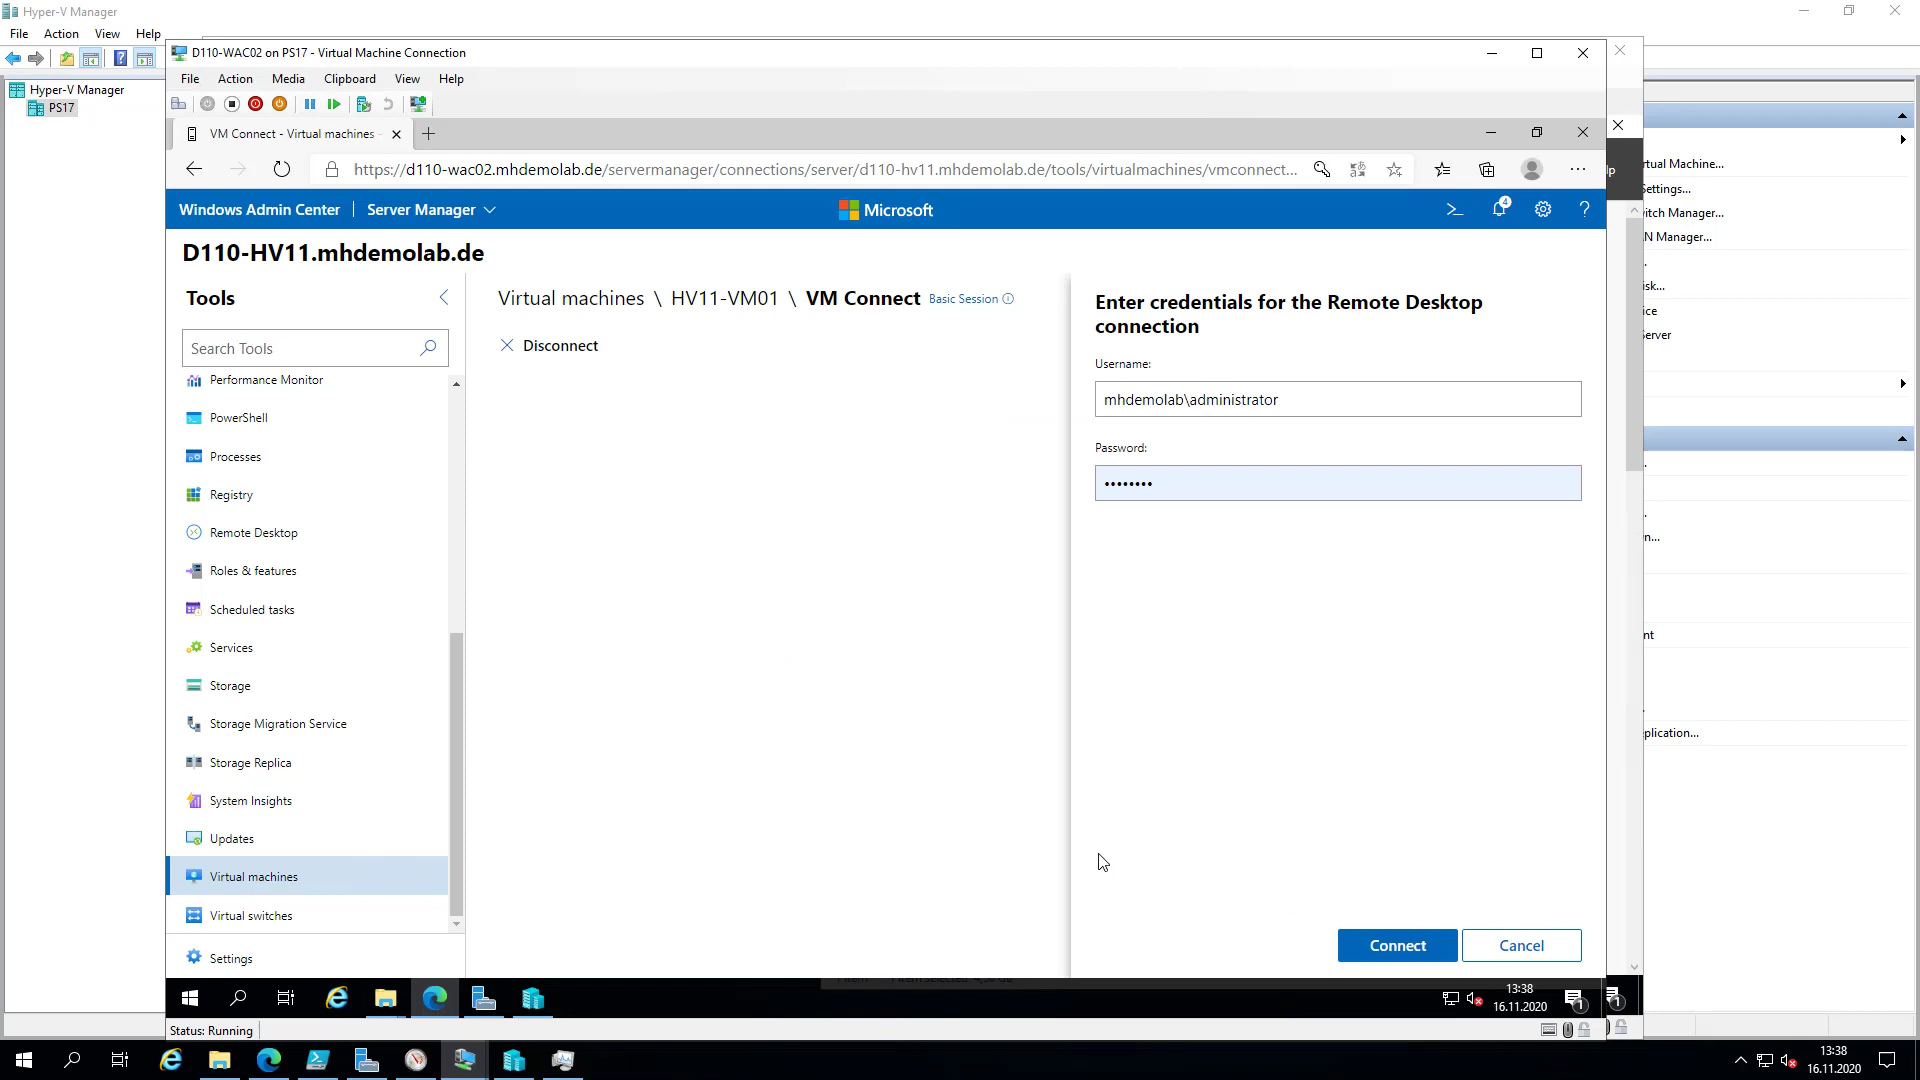 Hyper-V Manager
File Action View Help
Hyper-V Manager
PS17
D110-WAC02 on PS17 - Virtual Machine Connection
File Action Media Clipboard View Help
VM Connect - Virtual machines -
https://d110-wac02.mhdemolab.de/servermanager/connections/server/d110-hv11.mhdemolab.de/tools/virtualmachines/vmconnect...
Windows Admin Center Server Manager
Microsoft
4
?
D110-HV11.mhdemolab.de
Tools
Search Tools
Performance Monitor
PowerShell
Processes
Registry
Remote Desktop
Roles & features
Scheduled tasks
Services
Storage
Storage Migration Service
Storage Replica
System Insights
Updates
Virtual machines
Virtual switches
Settings
Virtual machines \ HV11-VM01 \ VM Connect Basic Session
Disconnect
Enter credentials for the Remote Desktop
connection
Username:
mhdemolab\administrator
Password:
••••••••
Connect
Cancel
lp
rtual Machine...
Settings...
itch Manager...
N Manager...
isk...
ice
Server
n...
nt
plication...
13:38
16.11.2020
1
1
Status: Running
13:38
16.11.2020